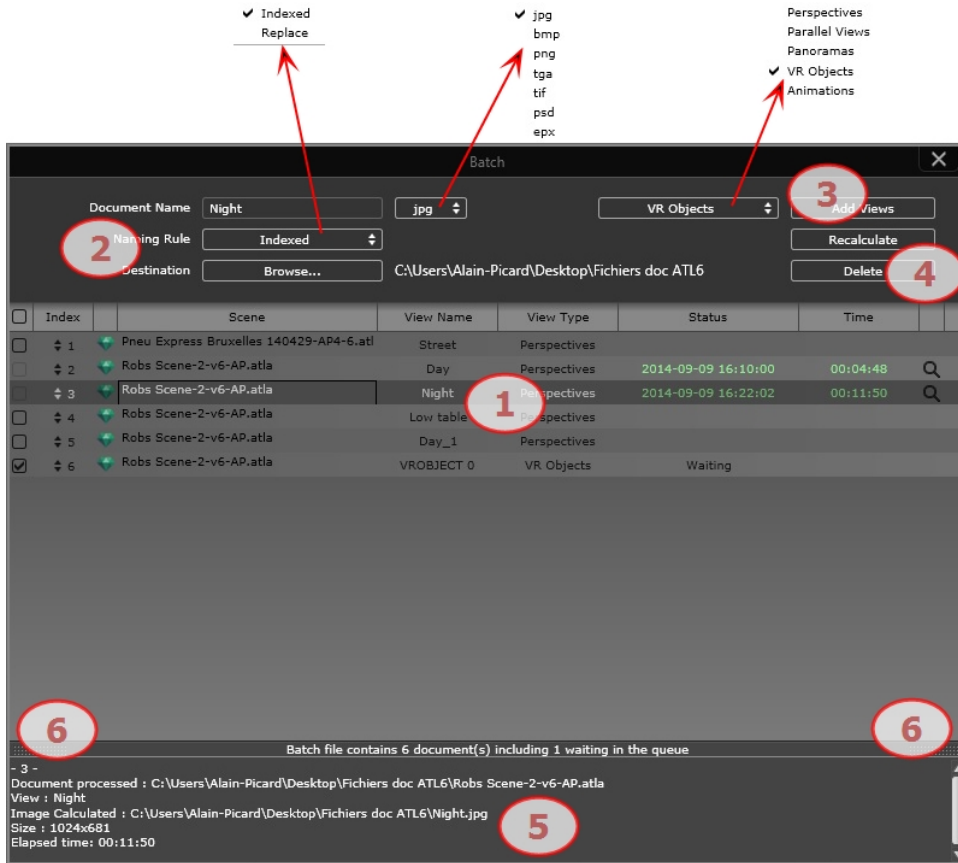 Indexed
Replace
jpg
bmp
png
tga
tif
psd
epx
Perspectives
Parallel Views
Panoramas
VR Objects
Animations
Batch
Document Name Night jpg VR Objects Add Views
3
2
Naming Rule Indexed Recalculate
Destination Browse... C:\Users\Alain-Picard\Desktop\Fichiers doc ATL6 Delete
4
Index Scene View Name View Type Status Time
1 Pneu Express Bruxelles 140429-AP4-6.atl Street Perspectives
2 Robs Scene-2-v6-AP.atla Day Perspectives 2014-09-09 16:10:00 00:04:48
3 Robs Scene-2-v6-AP.atla Night Perspectives 2014-09-09 16:22:02 00:11:50
1
4 Robs Scene-2-v6-AP.atla Low table Perspectives
5 Robs Scene-2-v6-AP.atla Day_1 Perspectives
6 Robs Scene-2-v6-AP.atla VROBJECT 0 VR Objects Waiting
6
6
Batch file contains 6 document(s) including 1 waiting in the queue
- 3 -
Document processed : C:\Users\Alain-Picard\Desktop\Fichiers doc ATL6\Robs Scene-2-v6-AP.atla
View : Night
Image Calculated : C:\Users\Alain-Picard\Desktop\Fichiers doc ATL6\Night.jpg
5
Size : 1024x681
Elapsed time: 00:11:50